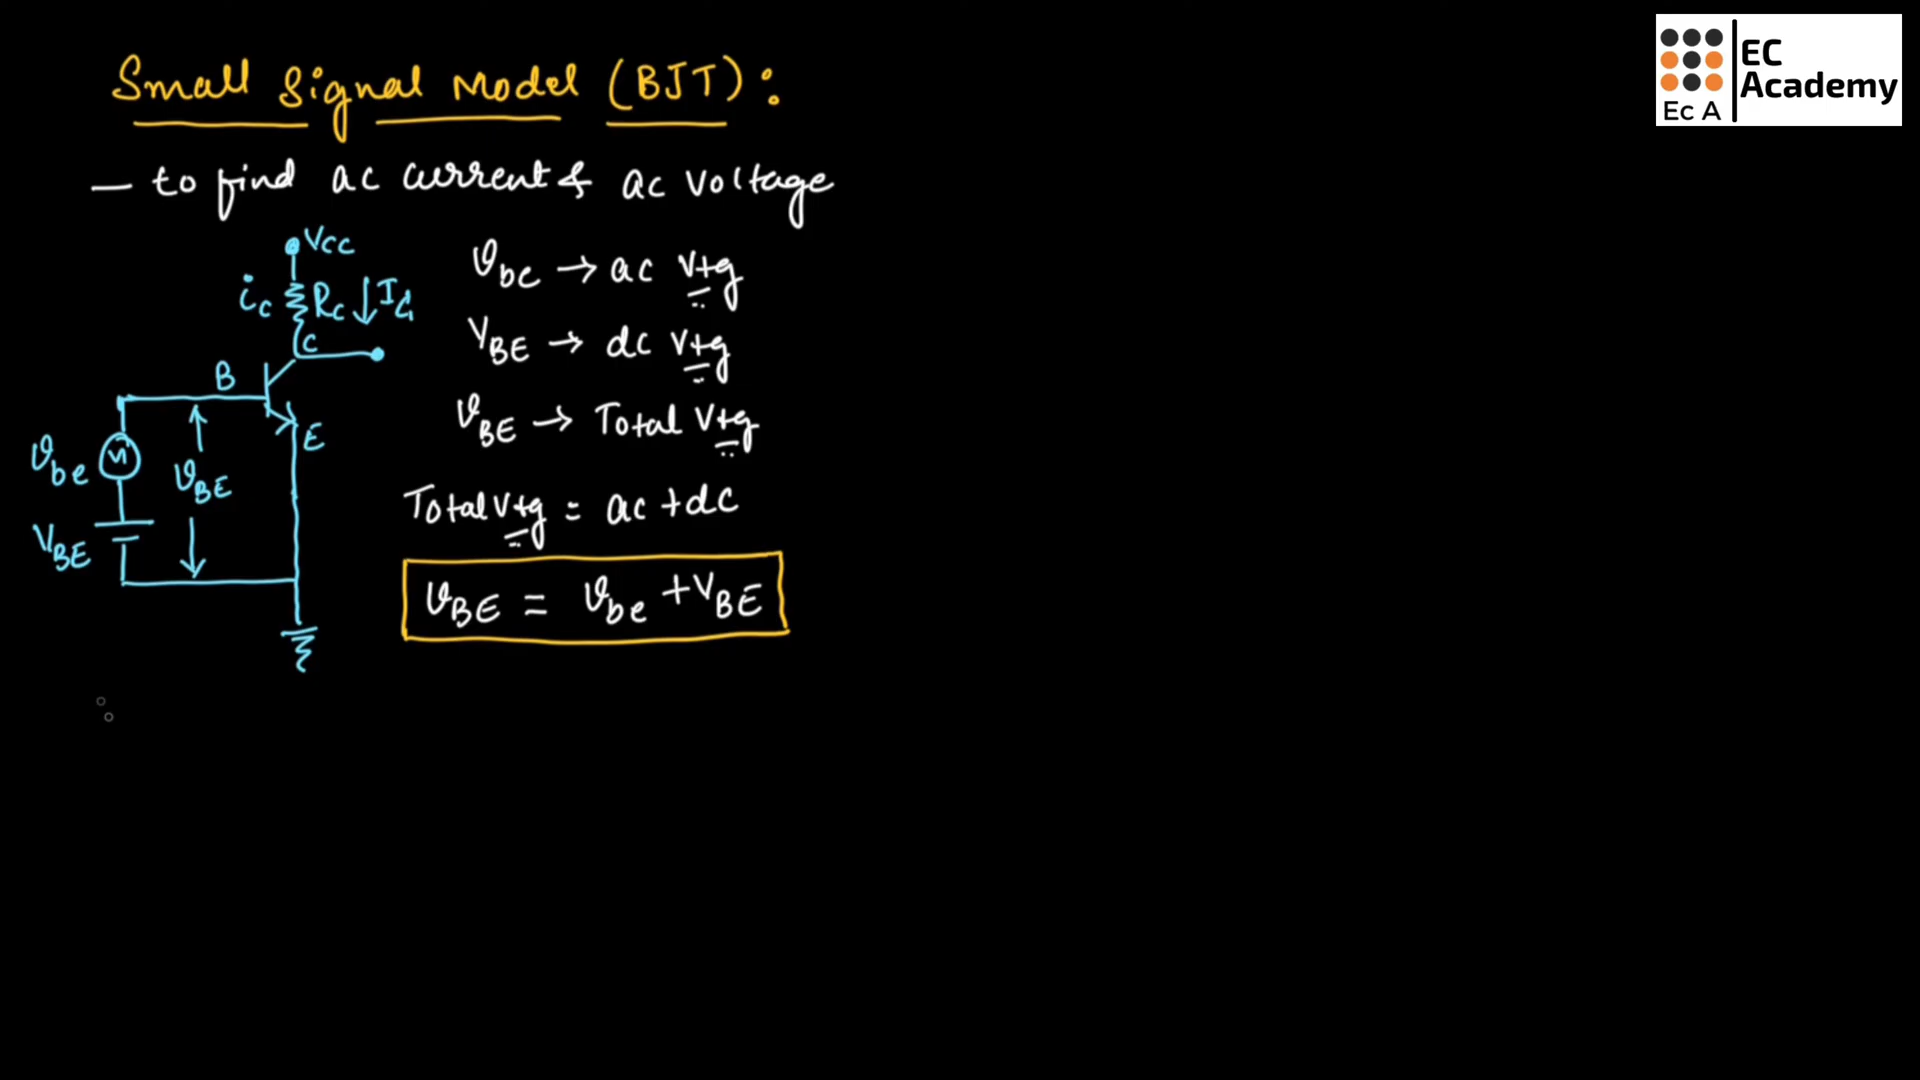 Small Signal Model (BJT):
EC Academy
Ec A
— to find ac current & ac voltage
VCC
ic RC ↓ IC
C
B
E
vbe
vBE
VBE
vbe → ac vtg
VBE → dc vtg
vBE → Total vtg
Total vtg = ac + dc
vBE = vbe + VBE